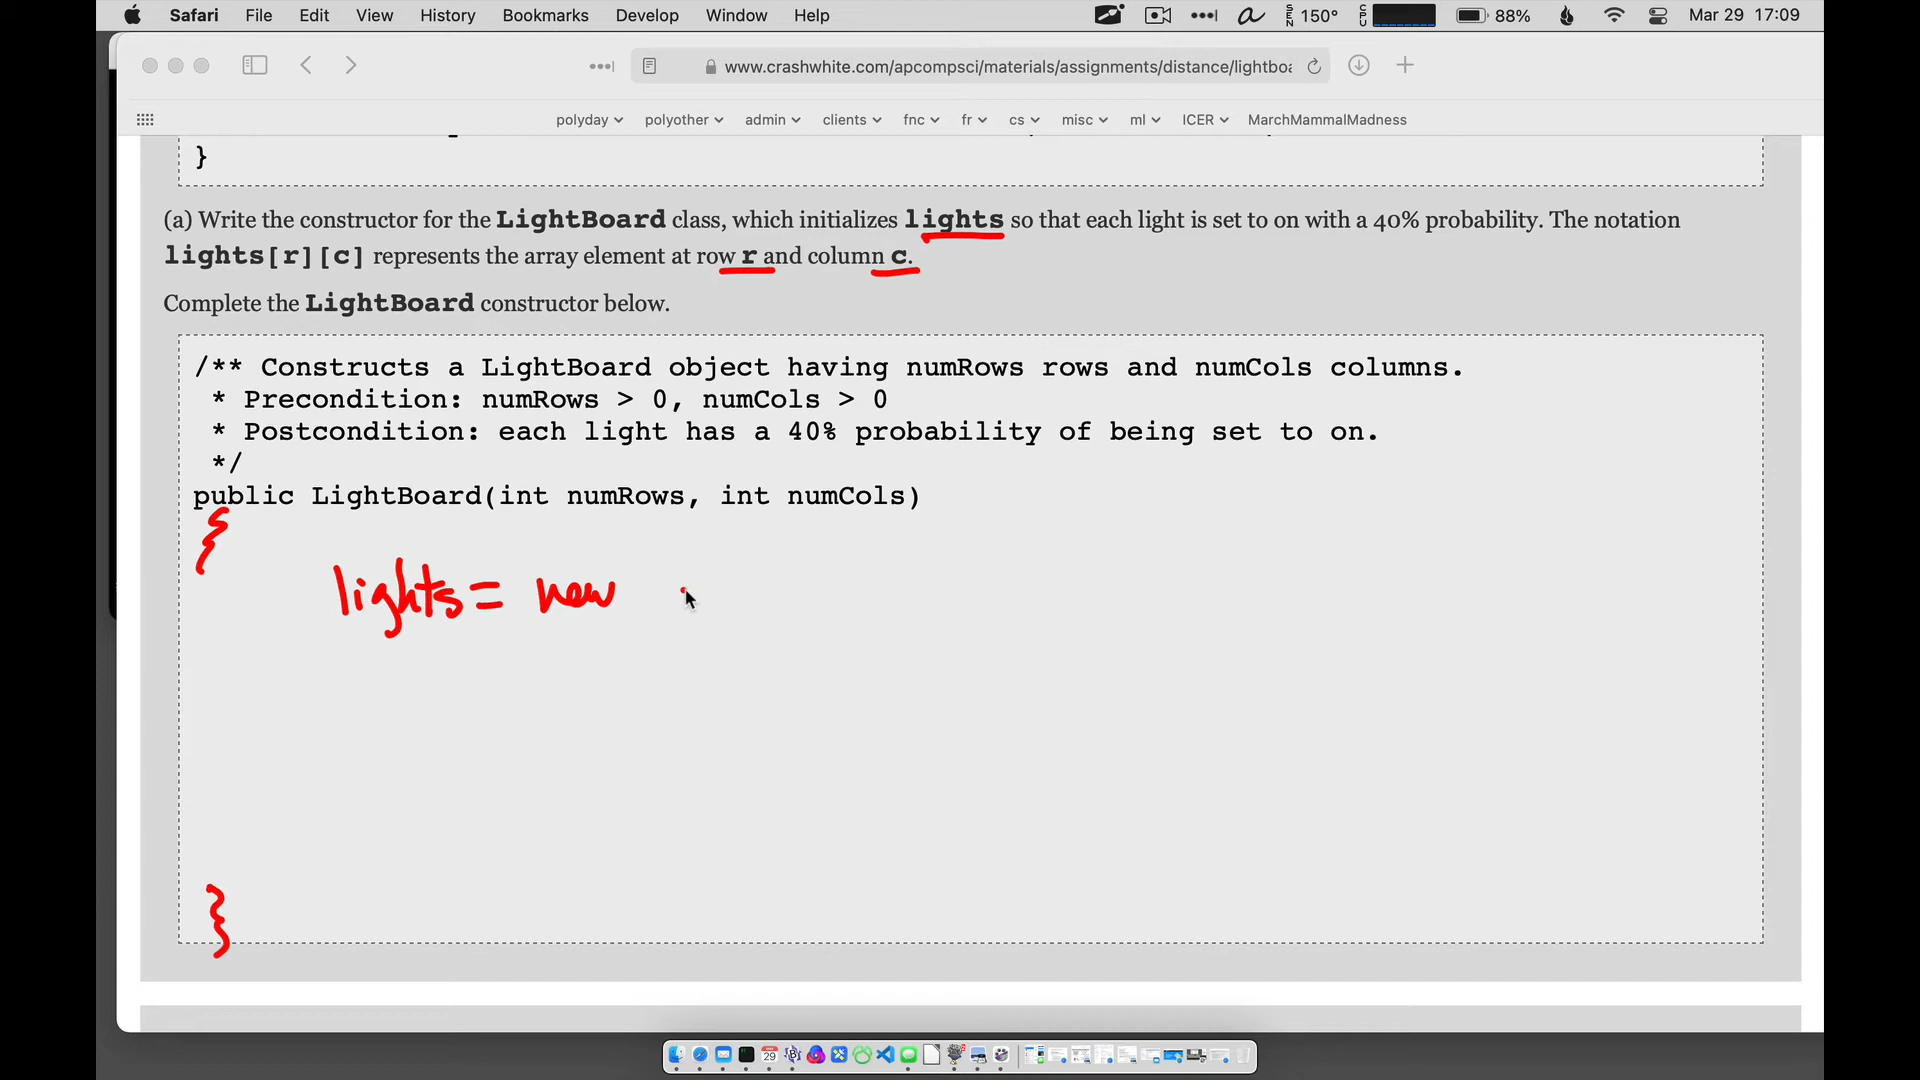 Safari File Edit View History Bookmarks Develop Window Help SEN 150° CPU 88% Mar 29 17:09
www.crashwhite.com/apcompsci/materials/assignments/distance/lightboa
polyday polyother admin clients fnc fr cs misc ml ICER MarchMammalMadness
}
(a) Write the constructor for the LightBoard class, which initializes lights so that each light is set to on with a 40% probability. The notation
lights[r][c] represents the array element at row r and column c.
Complete the LightBoard constructor below.
/** Constructs a LightBoard object having numRows rows and numCols columns.
* Precondition: numRows > 0, numCols > 0
* Postcondition: each light has a 40% probability of being set to on.
*/
public LightBoard(int numRows, int numCols)
{
lights = new
}
29